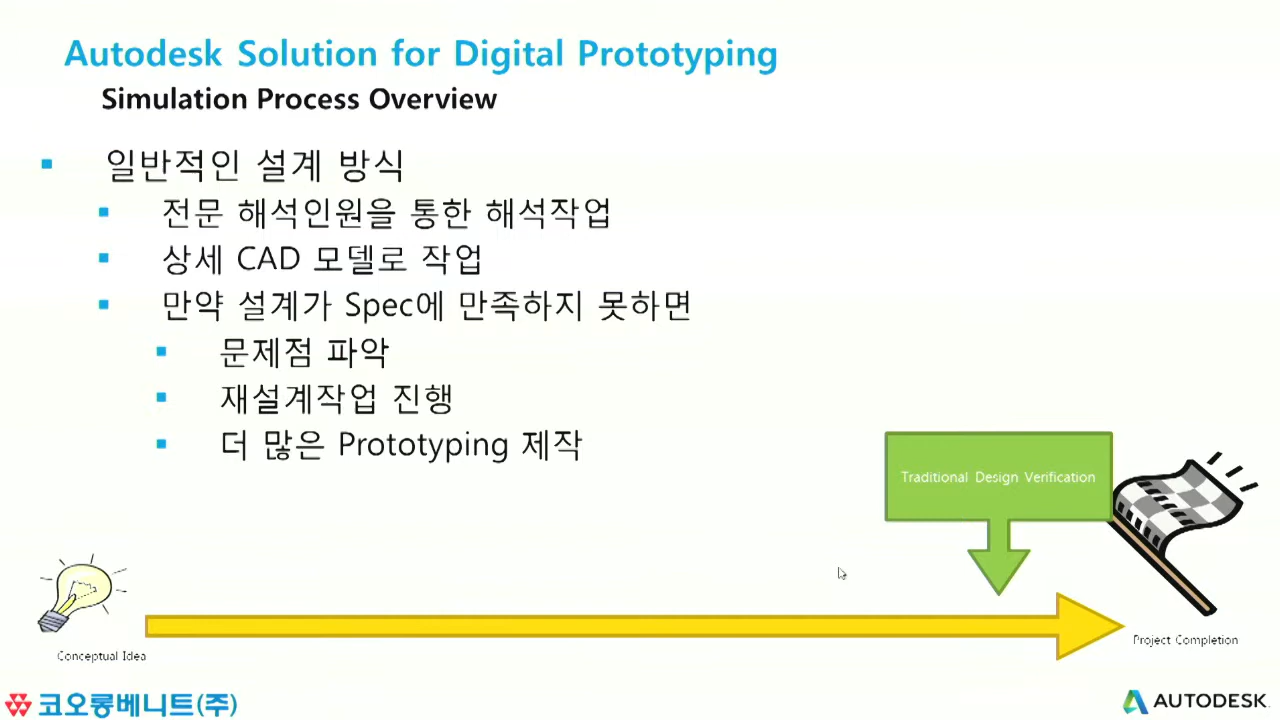 Autodesk Solution for Digital Prototyping
Simulation Process Overview
일반적인 설계 방식
전문 해석인원을 통한 해석작업
상세 CAD 모델로 작업
만약 설계가 Spec에 만족하지 못하면
문제점 파악
재설계작업 진행
더 많은 Prototyping 제작
Traditional Design Verification
Project Completion
Conceptual Idea
코오롱베니트(주)
AUTODESK.